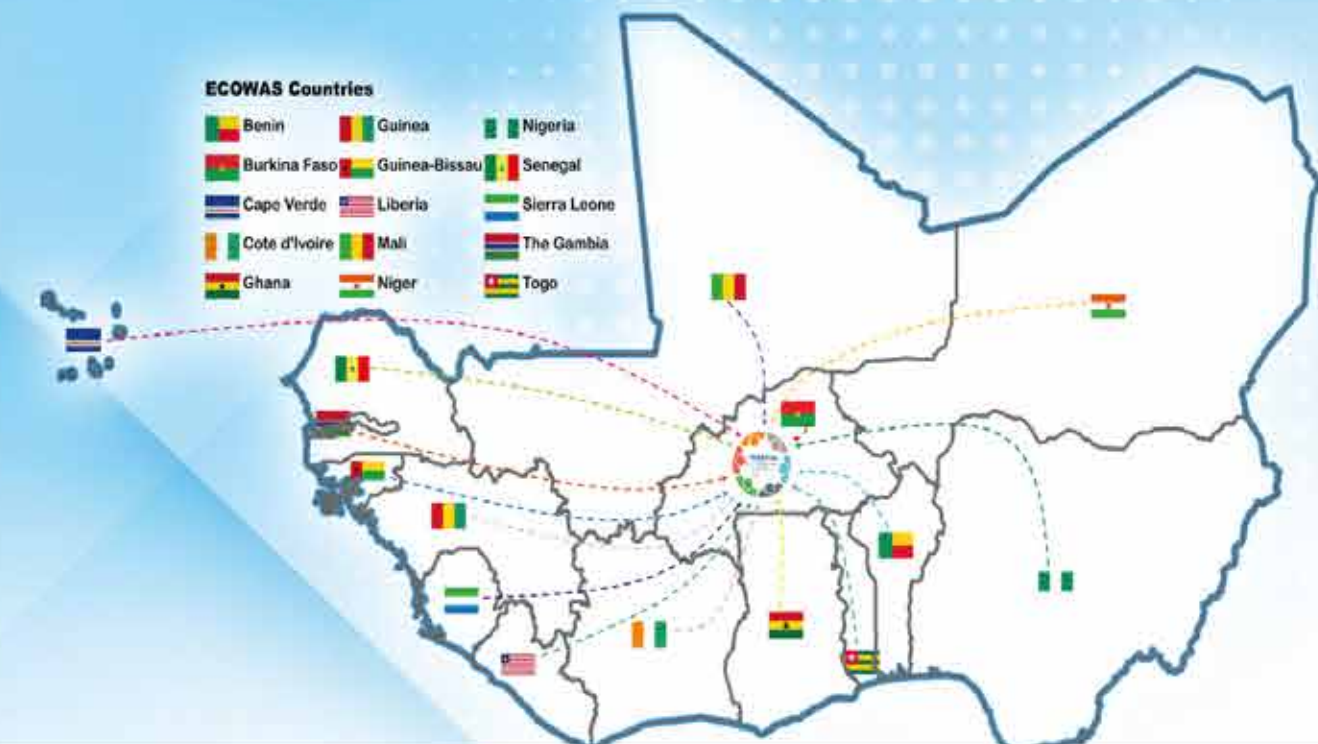 ECOWAS Countries
Benin Guinea Nigeria
Burkina Faso Guinea-Bissau Senegal
Cape Verde Liberia Sierra Leone
Cote d'Ivoire Mali The Gambia
Ghana Niger Togo